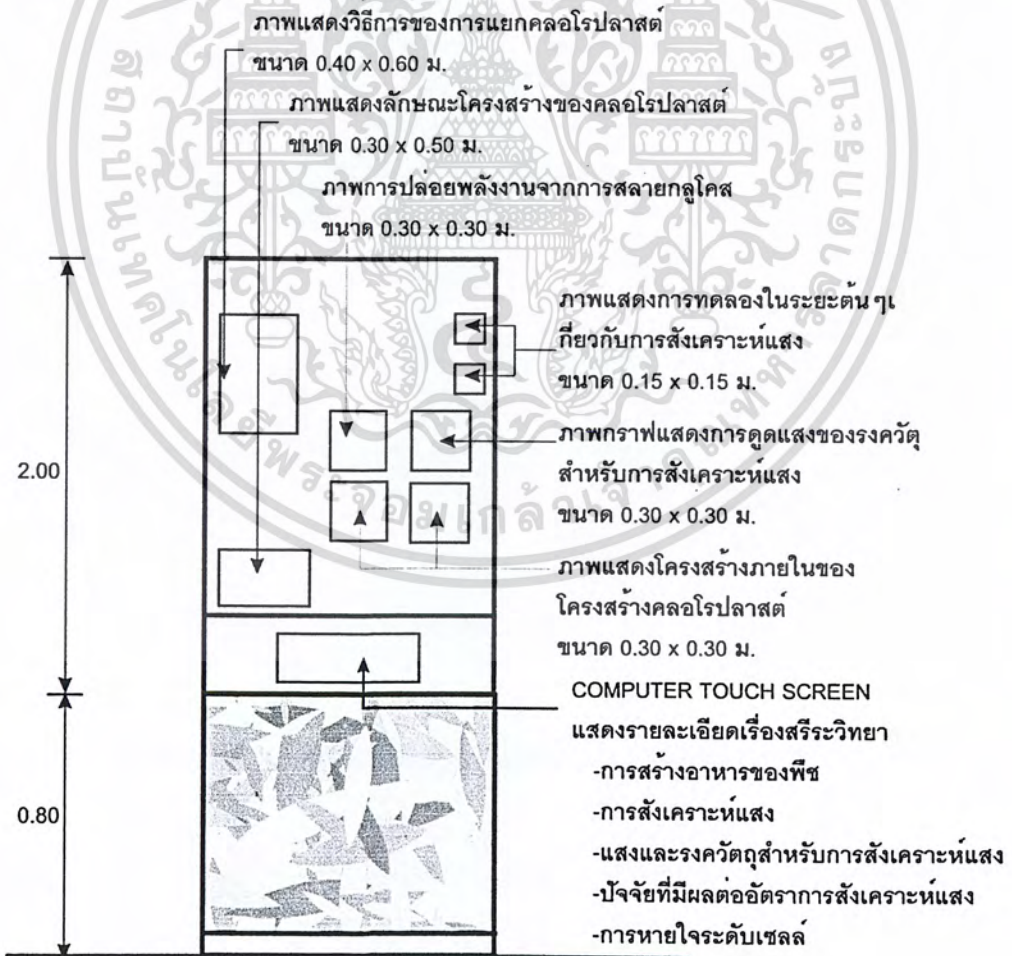 ภาพแสดงวิธีการของการแยกคลอโรปลาสต์
ขนาด 0.40 x 0.60 ม.
ภาพแสดงลักษณะโครงสร้างของคลอโรปลาสต์
ขนาด 0.30 x 0.50 ม.
ภาพการปล่อยพลังงานจากการสลายกลูโคส
ขนาด 0.30 x 0.30 ม.
ภาพแสดงการทดลองในระยะต้น ๆเ
กี่ยวกับการสังเคราะห์แสง
ขนาด 0.15 x 0.15 ม.
ภาพกราฟแสดงการดูดแสงของรงควัตุ
สำหรับการสังเคราะห์แสง
ขนาด 0.30 x 0.30 ม.
ภาพแสดงโครงสร้างภายในของ
โครงสร้างคลอโรปลาสต์
ขนาด 0.30 x 0.30 ม.
COMPUTER TOUCH SCREEN
แสดงรายละเอียดเรื่องสรีระวิทยา
-การสร้างอาหารของพืช
-การสังเคราะห์แสง
-แสงและรงควัตถุสำหรับการสังเคราะห์แสง
-ปัจจัยที่มีผลต่ออัตราการสังเคราะห์แสง
-การหายใจระดับเซลล์
2.00
0.80